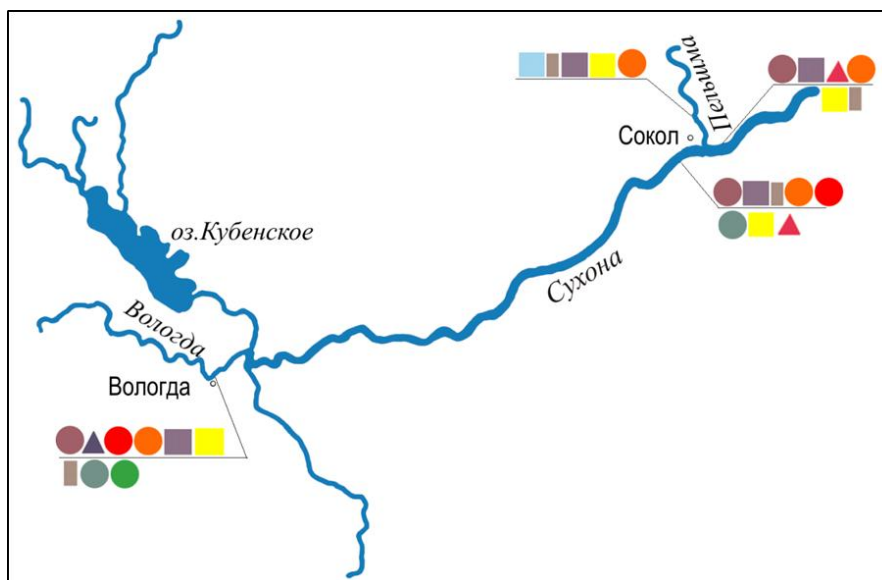 Пельшма
Сокол
оз.Кубенское
Сухона
Вологда
Вологда